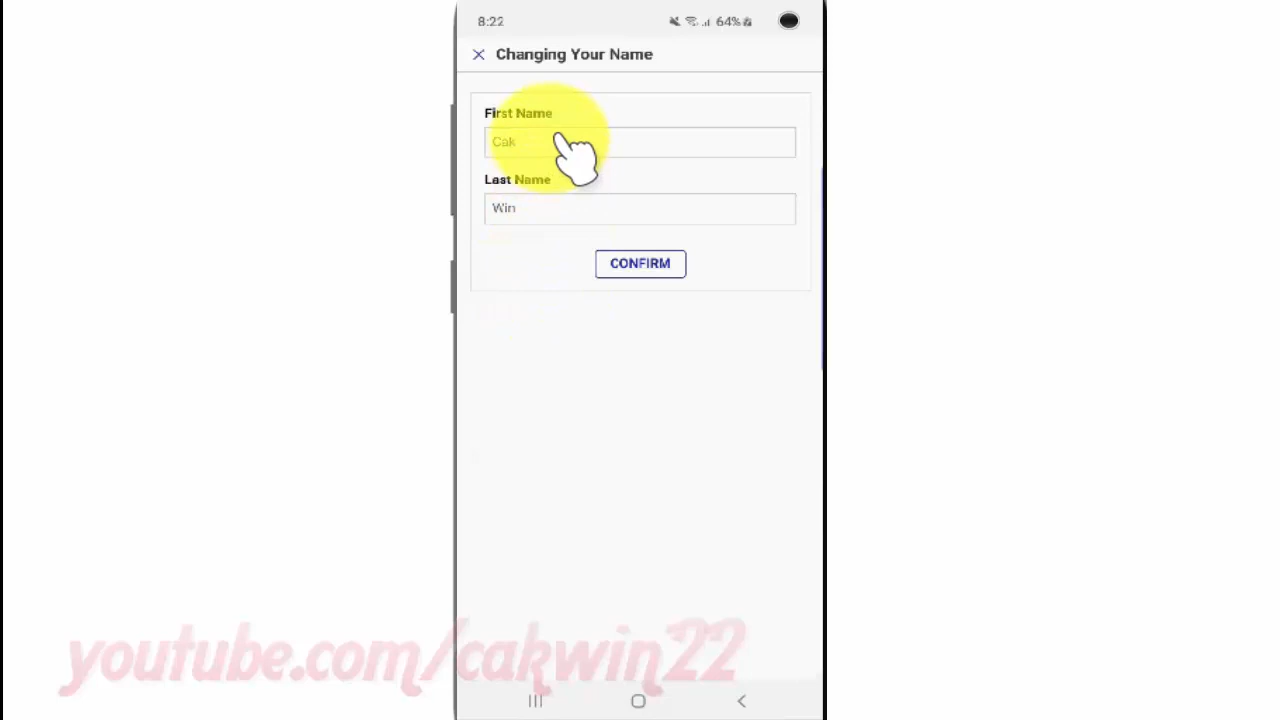 8:22
64%
Changing Your Name
First Name
Cak
Last Name
Win
CONFIRM
youtube.com/cakwin22